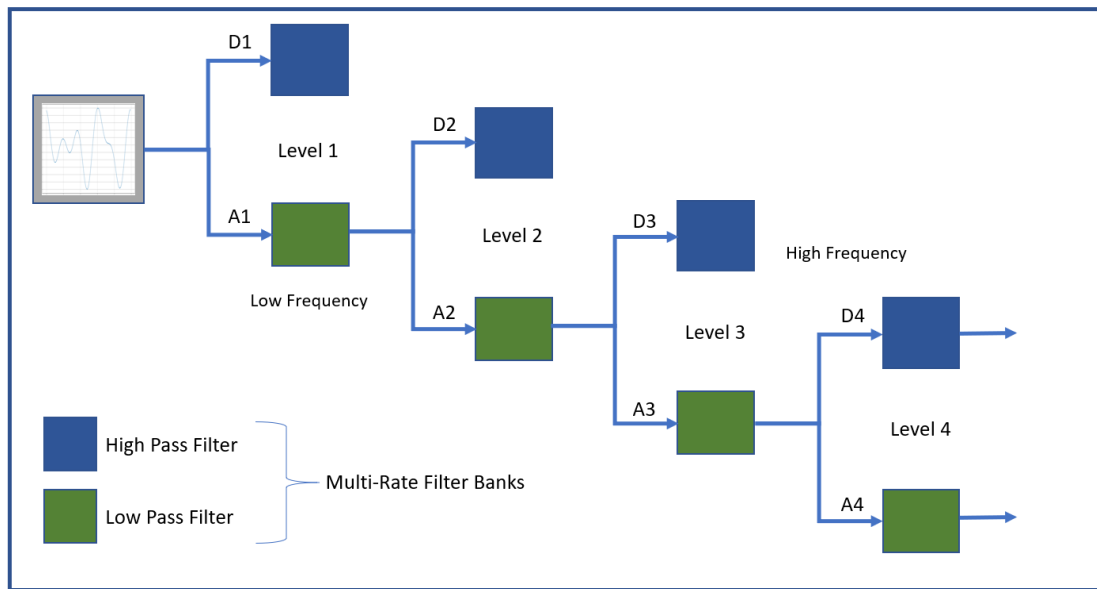 D1
Level 1
A1
Low Frequency
D2
Level 2
A2
D3
High Frequency
Level 3
A3
D4
Level 4
A4
High Pass Filter
Low Pass Filter
Multi-Rate Filter Banks